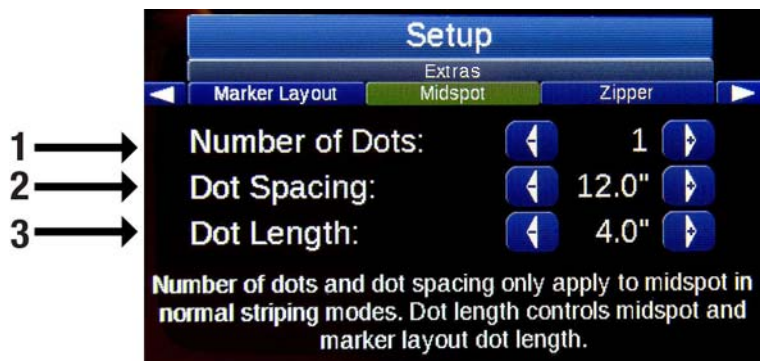 Setup
Extras
Marker Layout Midspot Zipper
1 Number of Dots: - 1 +
2 Dot Spacing: - 12.0" +
3 Dot Length: - 4.0" +
Number of dots and dot spacing only apply to midspot in
normal striping modes. Dot length controls midspot and
marker layout dot length.